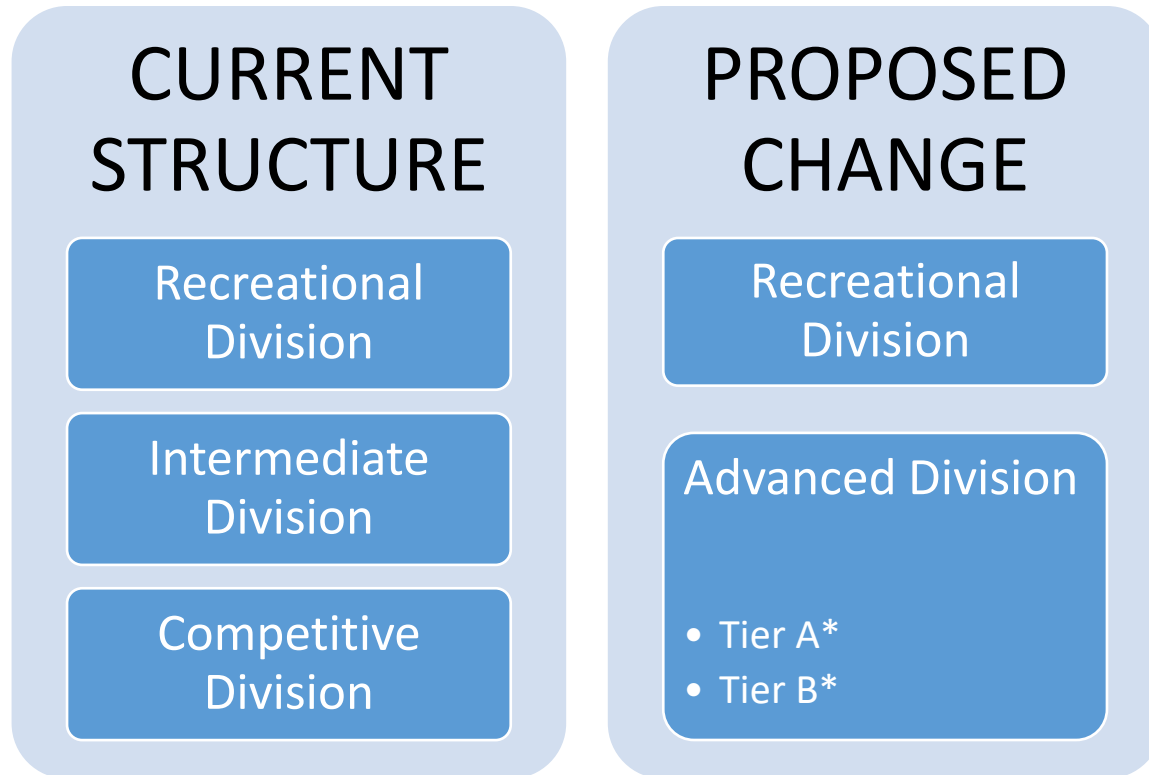 CURRENT
STRUCTURE
Recreational
Division
Intermediate
Division
Competitive
Division
PROPOSED
CHANGE
Recreational
Division
Advanced Division
• Tier A*
• Tier B*